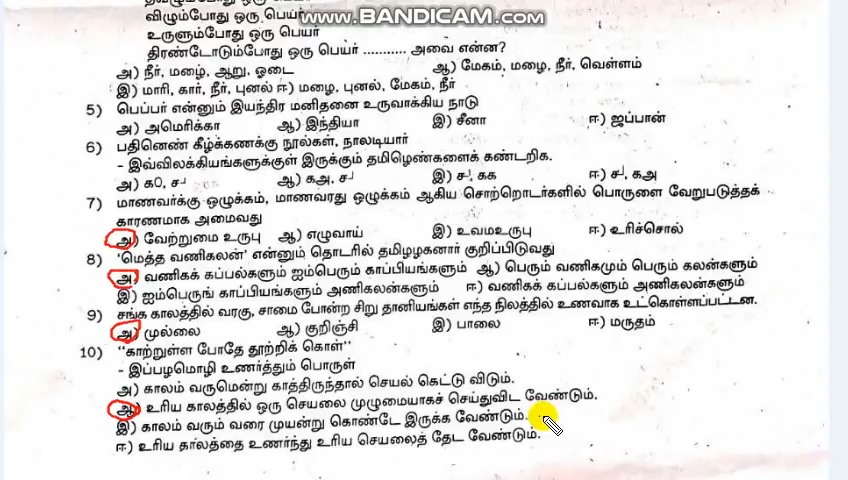 விழும்போது ஒரு பெயர்
www.BANDICAM.com
உருளும்போது ஒரு பெயர்
திரண்டோடும்போது ஒரு பெயர் ........... அவை என்ன?
அ) நீர், மழை, ஆறு, ஓடை ஆ) மேகம், மழை, நீர், வெள்ளம்
இ) மாரி, கார், நீர், புனல் ஈ) மழை, புனல், மேகம், நீர்
5) பெப்பர் என்னும் இயந்திர மனிதனை உருவாக்கிய நாடு
அ) அமெரிக்கா ஆ) இந்தியா இ) சீனா ஈ) ஜப்பான்
6) பதினெண் கீழ்க்கணக்கு நூல்கள், நாலடியார்
- இவ்விலக்கியங்களுக்குள் இருக்கும் தமிழெண்களைக் கண்டறிக.
அ) க0, ச ஆ) கஅ, ச இ) ச, கக ஈ) ச, கஅ
7) மாணவர்க்கு ஒழுக்கம், மாணவரது ஒழுக்கம் ஆகிய சொற்றொடர்களில் பொருளை வேறுபடுத்தக்
காரணமாக அமைவது
அ) வேற்றுமை உருபு ஆ) எழுவாய் இ) உவமஉருபு ஈ) உரிச்சொல்
8) 'மெத்த வணிகலன்' என்னும் தொடரில் தமிழழகனார் குறிப்பிடுவது
அ) வணிகக் கப்பல்களும் ஐம்பெரும் காப்பியங்களும் ஆ) பெரும் வணிகமும் பெரும் கலன்களும்
இ) ஐம்பெருங் காப்பியங்களும் அணிகலன்களும் ஈ) வணிகக் கப்பல்களும் அணிகலன்களும்
9) சங்க காலத்தில் வரகு, சாமை போன்ற சிறு தானியங்கள் எந்த நிலத்தில் உணவாக உட்கொள்ளப்பட்டன.
அ) முல்லை ஆ) குறிஞ்சி இ) பாலை ஈ) மருதம்
10) "காற்றுள்ள போதே தூற்றிக் கொள்"
- இப்பழமொழி உணர்த்தும் பொருள்
அ) காலம் வருமென்று காத்திருந்தால் செயல் கெட்டு விடும்.
ஆ) உரிய காலத்தில் ஒரு செயலை முழுமையாகச் செய்துவிட வேண்டும்.
இ) காலம் வரும் வரை முயன்று கொண்டே இருக்க வேண்டும்.
ஈ) உரிய காலத்தை உணர்ந்து உரிய செயலைத் தேட வேண்டும்.